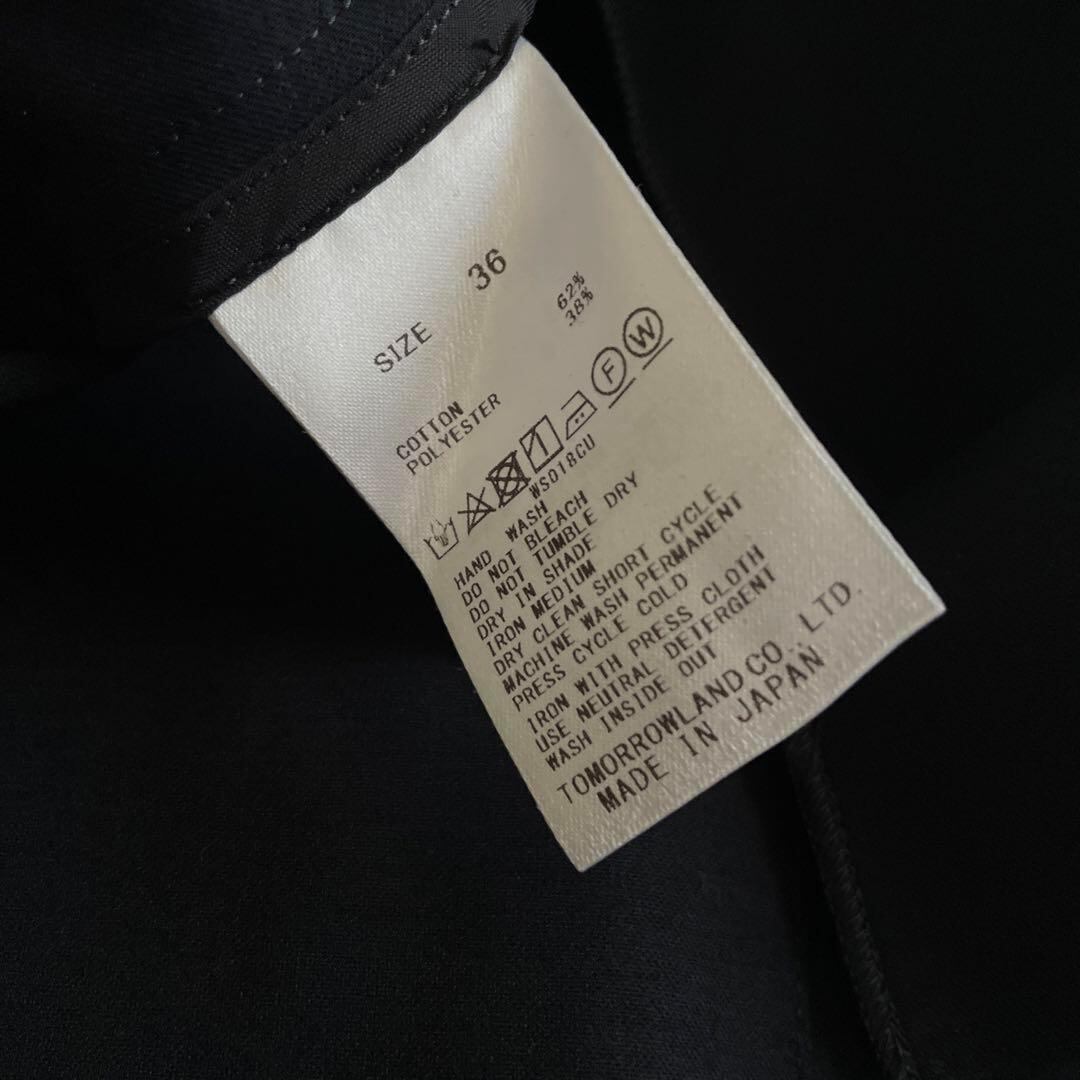 SIZE 36
COTTON 62%
POLYESTER 38%
F W
WS018CU
HAND WASH
DO NOT BLEACH
DO NOT TUMBLE DRY
DRY IN SHADE
IRON MEDIUM
DRY CLEAN SHORT CYCLE
MACHINE WASH PERMANENT
PRESS CYCLE COLD
IRON WITH PRESS CLOTH
USE NEUTRAL DETERGENT
WASH INSIDE OUT
TOMORROWLAND CO., LTD.
MADE IN JAPAN